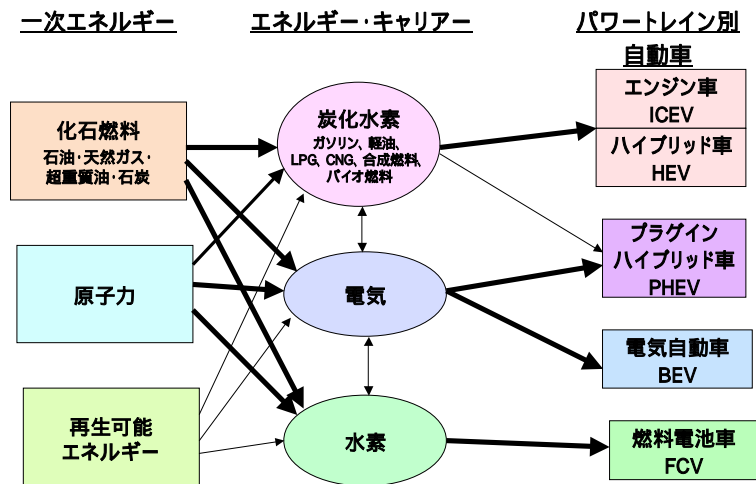 一次エネルギー
エネルギー・キャリアー
パワートレイン別
自動車
化石燃料
石油・天然ガス・
超重質油・石炭
原子力
再生可能
エネルギー
炭化水素
ガソリン、軽油、
LPG、CNG、合成燃料、
バイオ燃料
電気
水素
エンジン車
ICEV
ハイブリッド車
HEV
プラグイン
ハイブリッド車
PHEV
電気自動車
BEV
燃料電池車
FCV